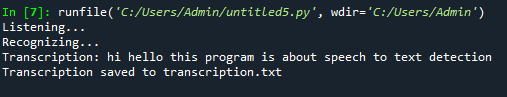 In [7]: runfile('C:/Users/Admin/untitled5.py', wdir='C:/Users/Admin')
Listening...
Recognizing...
Transcription: hi hello this program is about speech to text detection
Transcription saved to transcription.txt